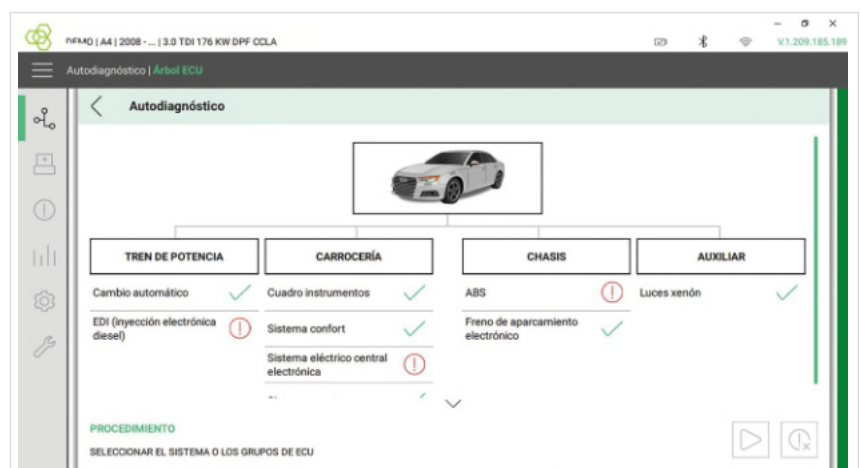 DEMO | A4 | 2008 - ... | 3.0 TDI 176 KW DPF CCLA
V.1.209.185.189
Autodiagnóstico | Árbol ECU
Autodiagnóstico
TREN DE POTENCIA
CARROCERÍA
CHASIS
AUXILIAR
Cambio automático
Cuadro instrumentos
ABS
Luces xenón
EDI (inyección electrónica
diesel)
Sistema confort
Freno de aparcamiento
electrónico
Sistema eléctrico central
electrónica
PROCEDIMIENTO
SELECCIONAR EL SISTEMA O LOS GRUPOS DE ECU